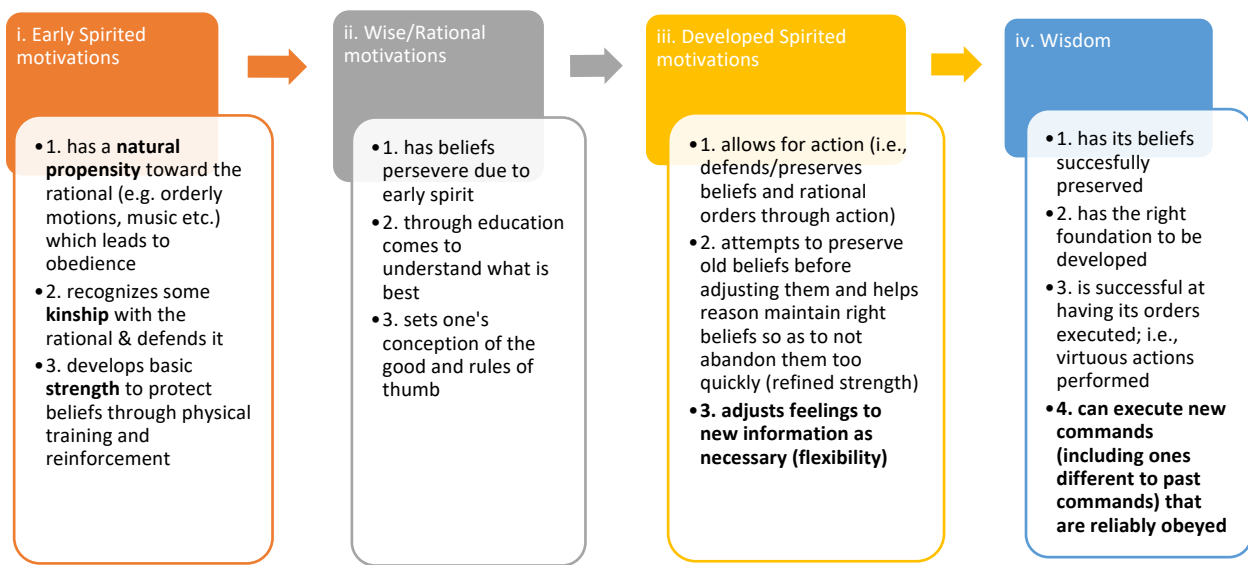 i. Early Spirited
motivations
•1. has a natural
propensity toward the
rational (e.g. orderly
motions, music etc.)
which leads to
obedience
•2. recognizes some
kinship with the
rational & defends it
•3. develops basic
strength to protect
beliefs through physical
training and
reinforcement
ii. Wise/Rational
motivations
•1. has beliefs
persevere due to
early spirit
•2. through education
comes to
understand what is
best
•3. sets one's
conception of the
good and rules of
thumb
iii. Developed Spirited
motivations
•1. allows for action (i.e.,
defends/preserves
beliefs and rational
orders through action)
•2. attempts to preserve
old beliefs before
adjusting them and helps
reason maintain right
beliefs so as to not
abandon them too
quickly (refined strength)
•3. adjusts feelings to
new information as
necessary (flexibility)
iv. Wisdom
•1. has its beliefs
succesfully
preserved
•2. has the right
foundation to be
developed
•3. is successful at
having its orders
executed; i.e.,
virtuous actions
performed
•4. can execute new
commands
(including ones
different to past
commands) that
are reliably obeyed